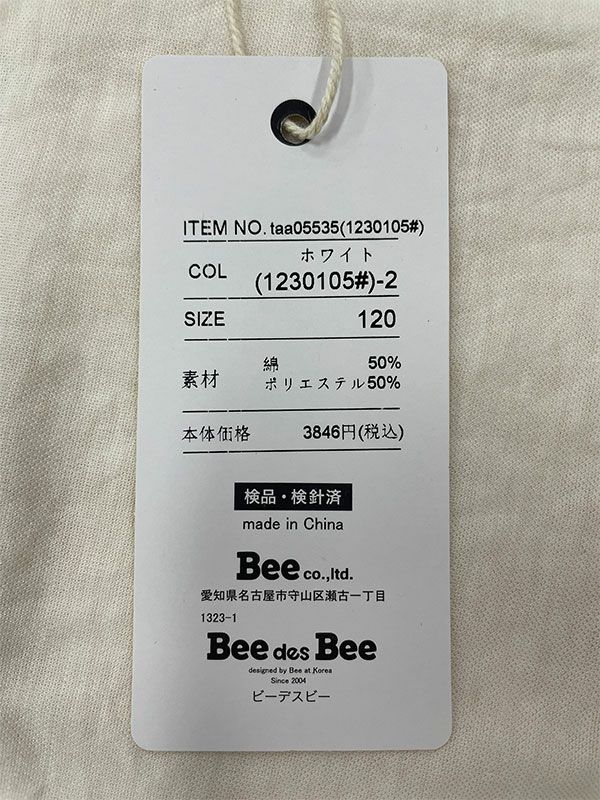 ITEM NO. taa05535(1230105#)
ホワイト
COL (1230105#)-2
SIZE 120
綿 50%
素材 ポリエステル50%
本体価格 3846円(税込)
検品・検針済
made in China
Bee co.,ltd.
愛知県名古屋市守山区瀬古一丁目
1323-1
Bee des Bee
designed by Bee at Korea
Since 2004
ビーデスビー